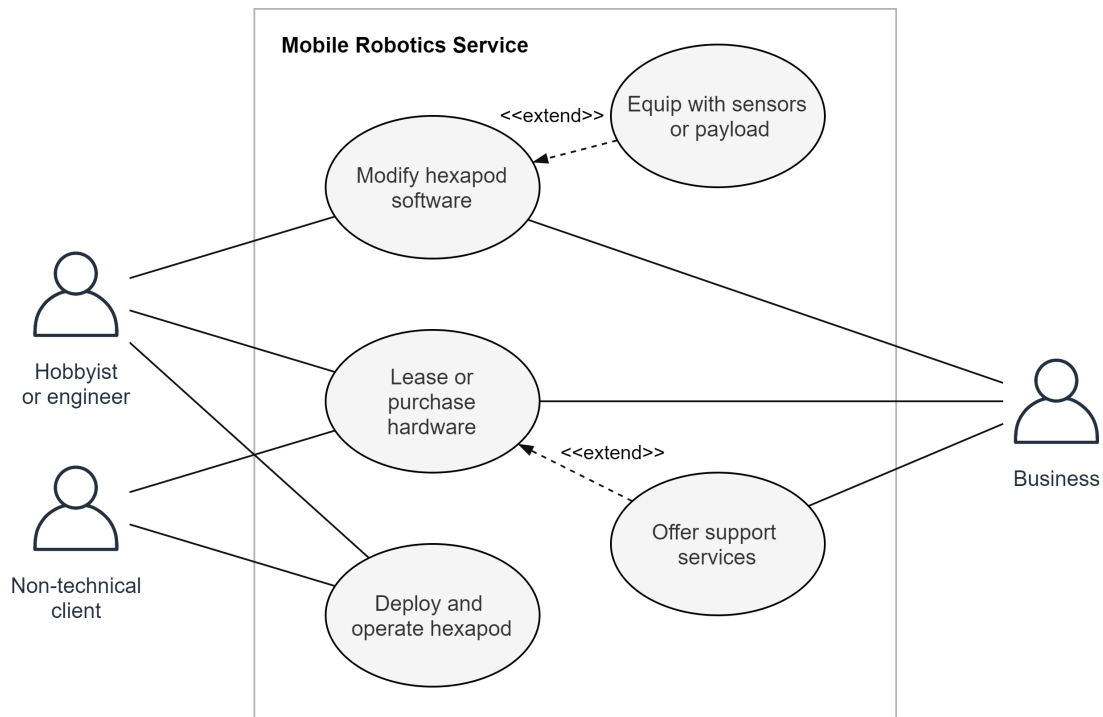 Mobile Robotics Service
Equip with sensors
or payload
<<extend>>
Modify hexapod
software
Hobbyist
or engineer
Lease or
purchase
hardware
<<extend>>
Business
Offer support
services
Non-technical
client
Deploy and
operate hexapod